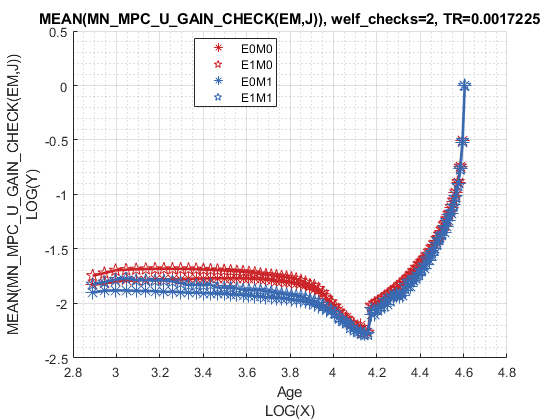 MEAN(MN_MPC_U_GAIN_CHECK(EM,J)), welf_checks=2, TR=0.0017225
E0M0
E1M0
E0M1
E1M1
0.5
0
-0.5
-1
-1.5
-2
-2.5
MEAN(MN_MPC_U_GAIN_CHECK(EM,J))
LOG(Y)
2.8 3 3.2 3.4 3.6 3.8 4 4.2 4.4 4.6 4.8
Age
LOG(X)